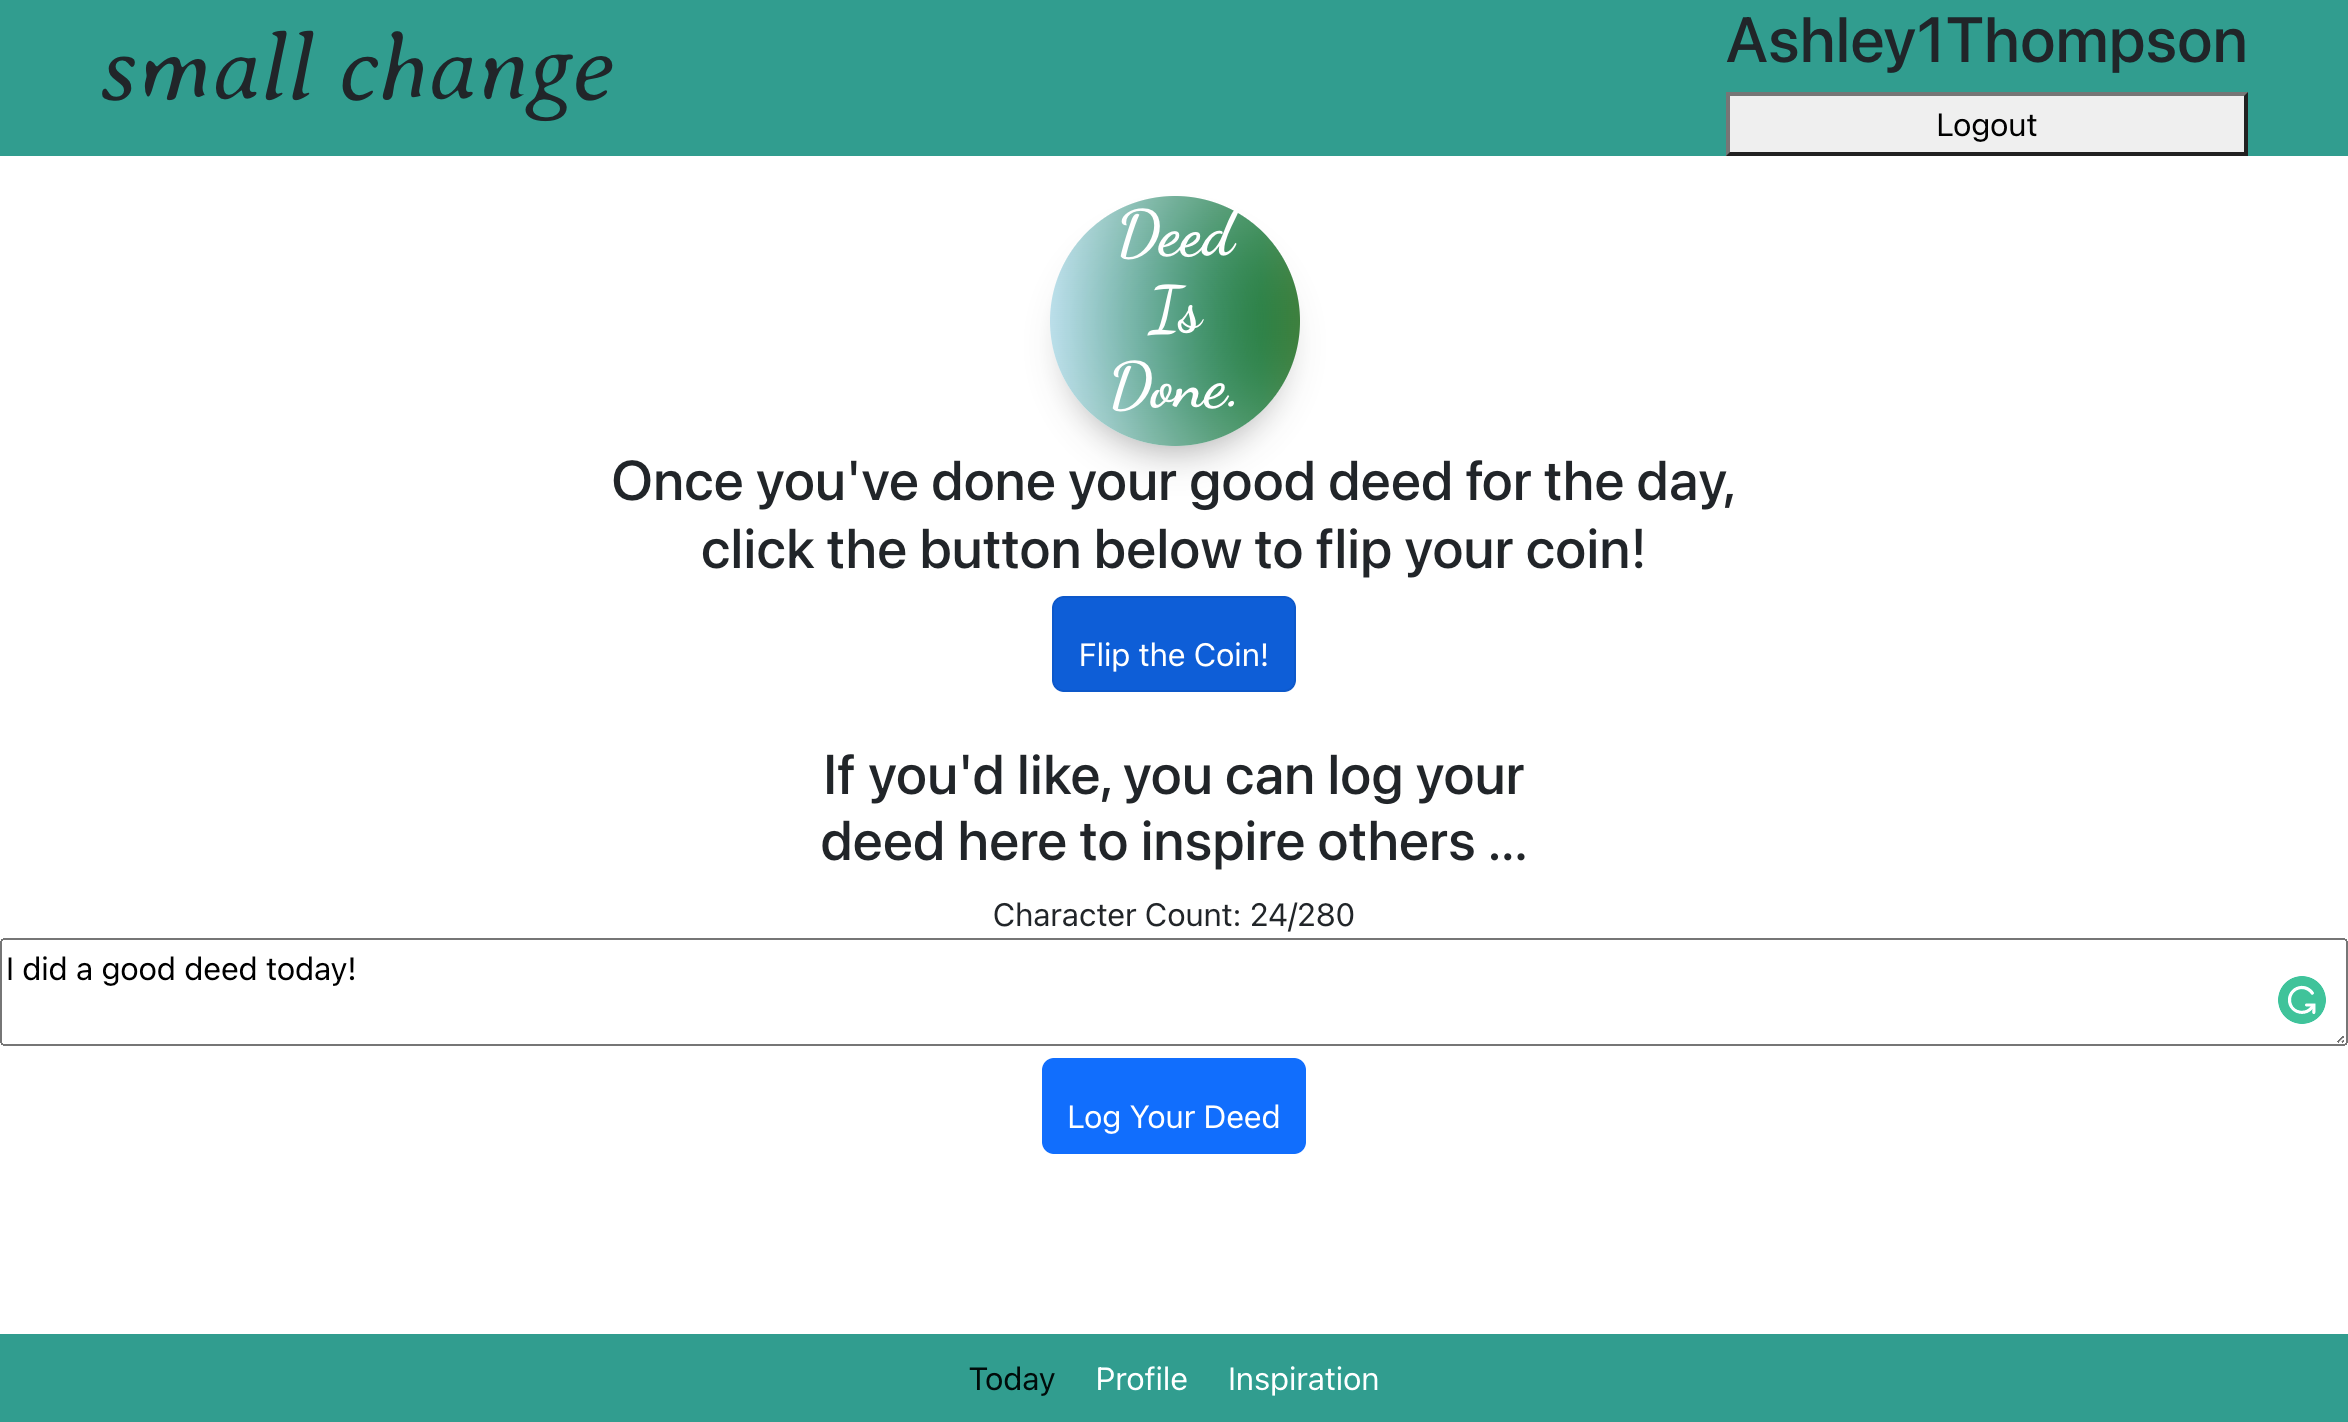 small change
Ashley1Thompson
Logout
Deed
Is
Done.
Once you've done your good deed for the day,
click the button below to flip your coin!
Flip the Coin!
If you'd like, you can log your
deed here to inspire others ...
Character Count: 24/280
I did a good deed today!
Log Your Deed
Today Profile Inspiration